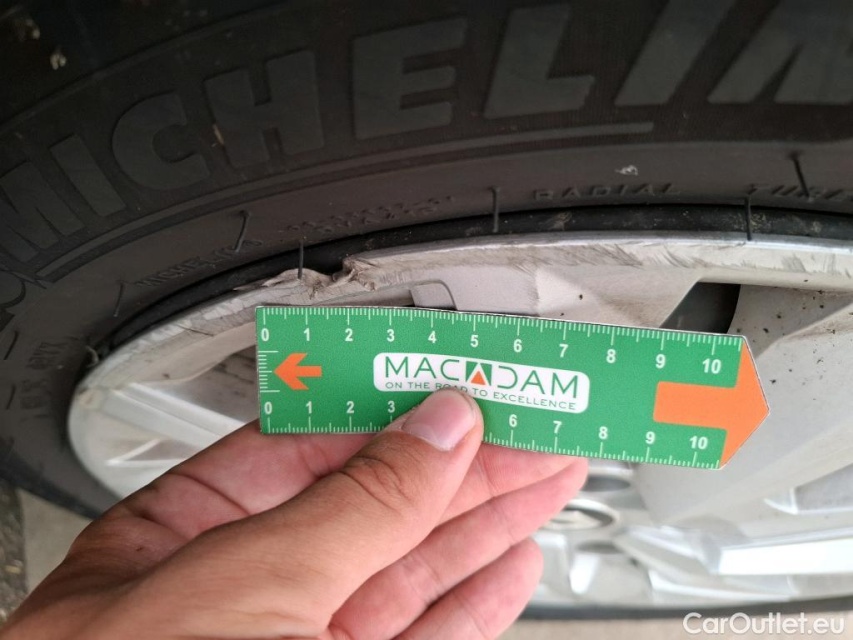 MICHELIN
RADIAL
0 1 2 3 4 5 6 7 8 9 10
MACADAM
ON THE ROAD TO EXCELLENCE
0 1 2 3 6 7 8 9 10
CarOutlet.eu